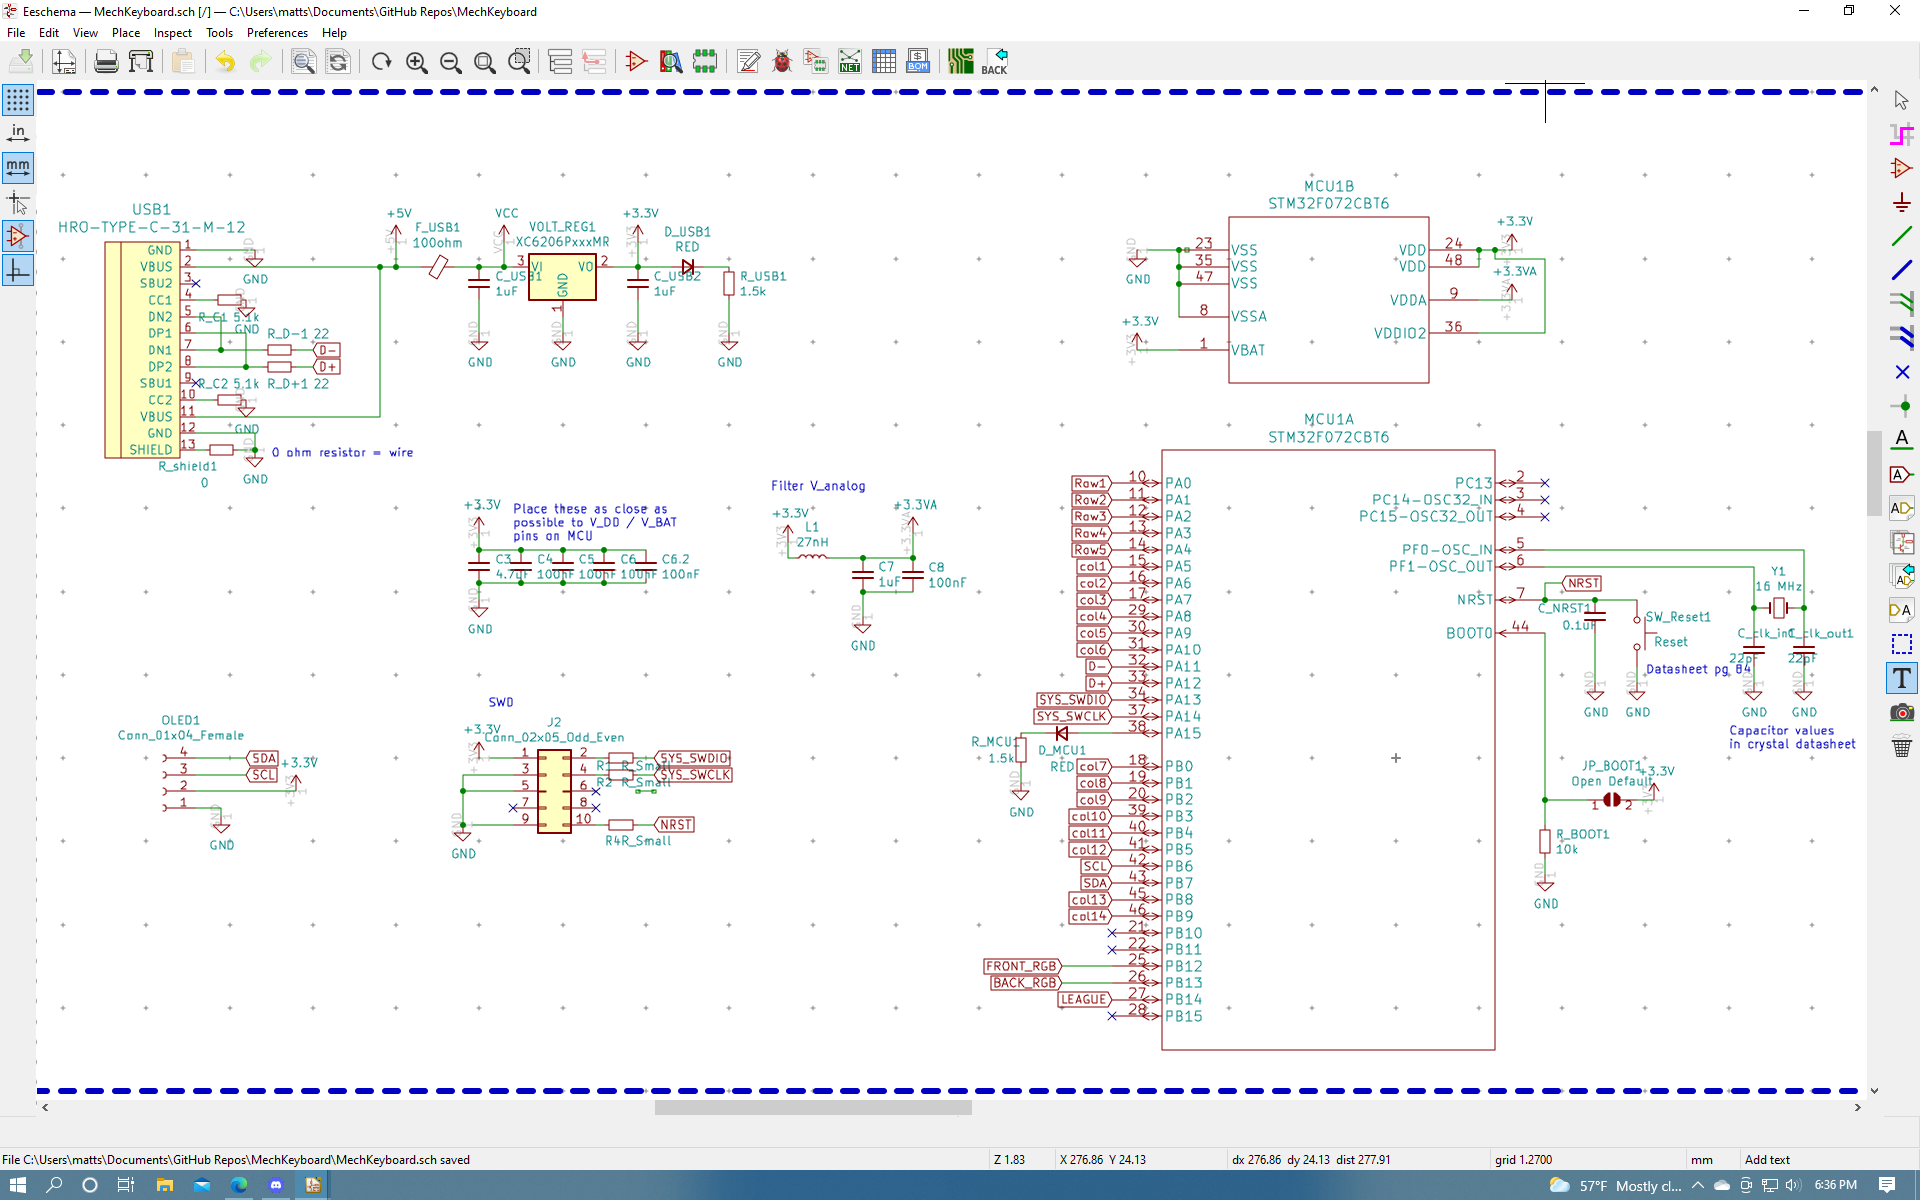 Eeschema — MechKeyboard.sch [/] — C:\Users\matts\Documents\GitHub Repos\MechKeyboard
File Edit View Place Inspect Tools Preferences Help
NET
BOM
BACK
in
mm
USB1
HRO-TYPE-C-31-M-12
GND 1
VBUS 2
SBU2 3
CC1 4
DN2 5
DP1 6
DN1 7
DP2 8
SBU1 9
CC2 10
VBUS 11
GND 12
SHIELD 13
GND
R_C1 5.1k
GND
R_D-1 22
D-
D+
R_C2 5.1k
R_D+1 22
GND
0 ohm resistor = wire
R_shield1
0
GND
+5V
F_USB1
100ohm
VCC
VOLT_REG1
XC6206PxxxMR
3 VI VO 2
GND
1
+3.3V
D_USB1
RED
C_USB1
1uF
C_USB2
1uF
R_USB1
1.5k
GND
GND
GND
GND
MCU1B
STM32F072CBT6
23 VSS
35 VSS
47 VSS
8 VSSA
1 VBAT
VDD 24
VDD 48
VDDA 9
VDDIO2 36
GND
+3.3V
+3.3V
+3.3VA
+3.3V
Place these as close as
possible to V_DD / V_BAT
pins on MCU
C3
4.7uF
C4
100nF
C5
100nF
C6
100nF
C6.2
100nF
GND
Filter V_analog
+3.3V
L1
27nH
+3.3VA
C7
1uF
C8
100nF
GND
MCU1A
STM32F072CBT6
Row1 10 PA0
Row2 11 PA1
Row3 12 PA2
Row4 13 PA3
Row5 14 PA4
col1 15 PA5
col2 16 PA6
col3 17 PA7
col4 29 PA8
col5 30 PA9
col6 31 PA10
D- 32 PA11
D+ 33 PA12
SYS_SWDIO 34 PA13
SYS_SWCLK 37 PA14
38 PA15
R_MCU1
1.5k
D_MCU1
RED
GND
col7 18 PB0
col8 19 PB1
col9 20 PB2
col10 39 PB3
col11 40 PB4
col12 41 PB5
SCL 42 PB6
SDA 43 PB7
col13 45 PB8
col14 46 PB9
21 PB10
22 PB11
FRONT_RGB 25 PB12
BACK_RGB 26 PB13
LEAGUE 27 PB14
28 PB15
PC13 2
PC14-OSC32_IN 3
PC15-OSC32_OUT 4
PF0-OSC_IN 5
PF1-OSC_OUT 6
NRST 7
BOOT0 44
NRST
C_NRST1
0.1uF
SW_Reset1
Reset
Datasheet pg 84
GND
GND
Y1
16 MHz
C_clk_in1
22pF
C_clk_out1
22pF
GND
GND
Capacitor values
in crystal datasheet
JP_BOOT1
Open Default
+3.3V
1 2
R_BOOT1
10k
GND
OLED1
Conn_01x04_Female
4 SDA
3 SCL
2
1
+3.3V
GND
SWD
+3.3V
J2
Conn_02x05_Odd_Even
1 2
3 4
5 6
7 8
9 10
R1 R_Small
R2 R_Small
SYS_SWDIO
SYS_SWCLK
NRST
R4R_Small
GND
File C:\Users\matts\Documents\GitHub Repos\MechKeyboard\MechKeyboard.sch saved
Z 1.83
X 276.86 Y 24.13
dx 276.86 dy 24.13 dist 277.91
grid 1.2700
mm
Add text
57°F Mostly cl...
6:36 PM